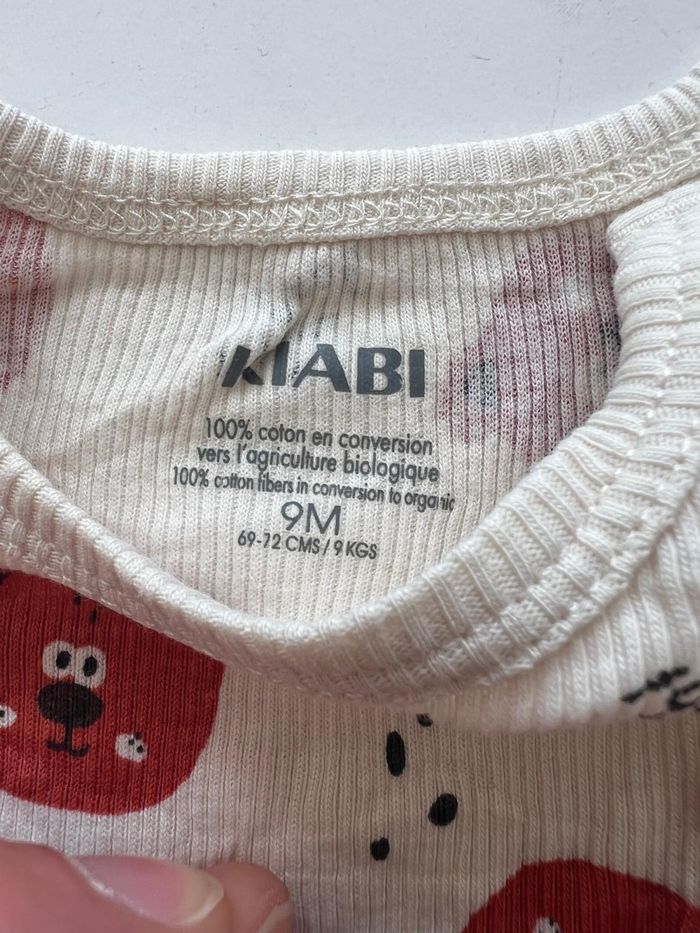 KIABI
100% coton en conversion
vers l'agriculture biologique
100% cotton fibers in conversion to organic
9M
69-72 CMS / 9 KGS